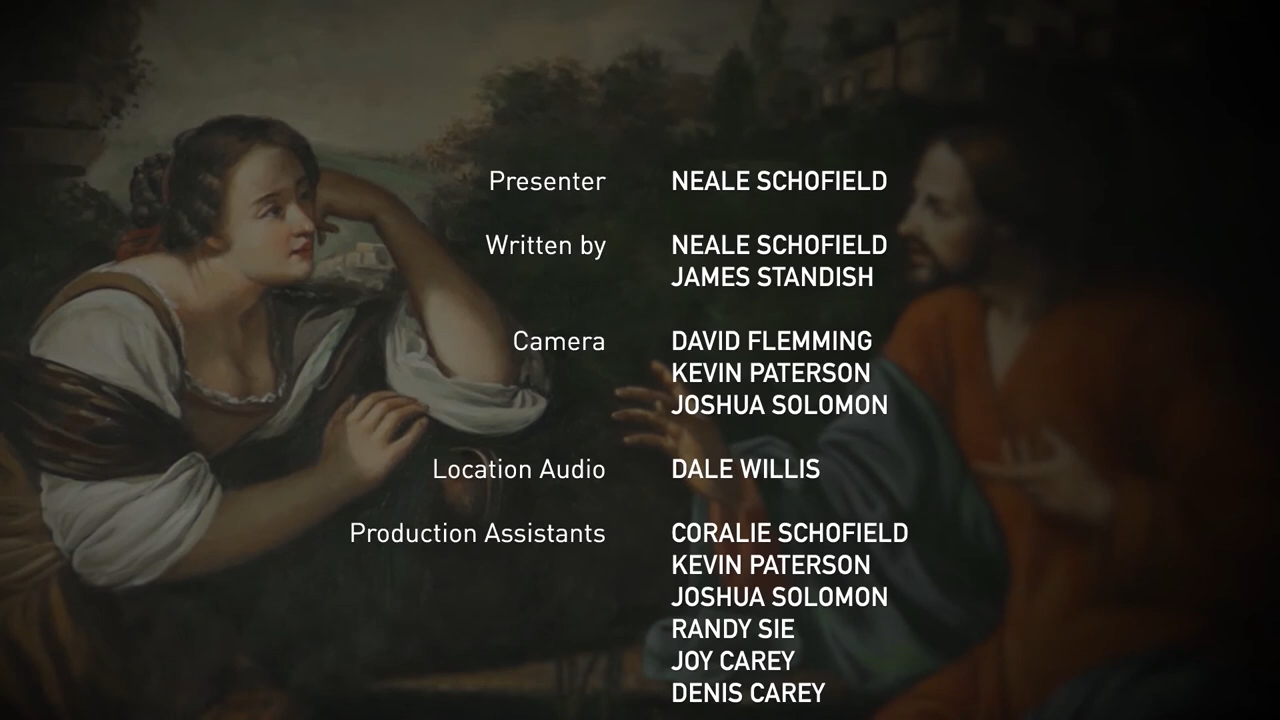 Presenter NEALE SCHOFIELD
Written by NEALE SCHOFIELD
JAMES STANDISH
Camera DAVID FLEMMING
KEVIN PATERSON
JOSHUA SOLOMON
Location Audio DALE WILLIS
Production Assistants CORALIE SCHOFIELD
KEVIN PATERSON
JOSHUA SOLOMON
RANDY SIE
JOY CAREY
DENIS CAREY